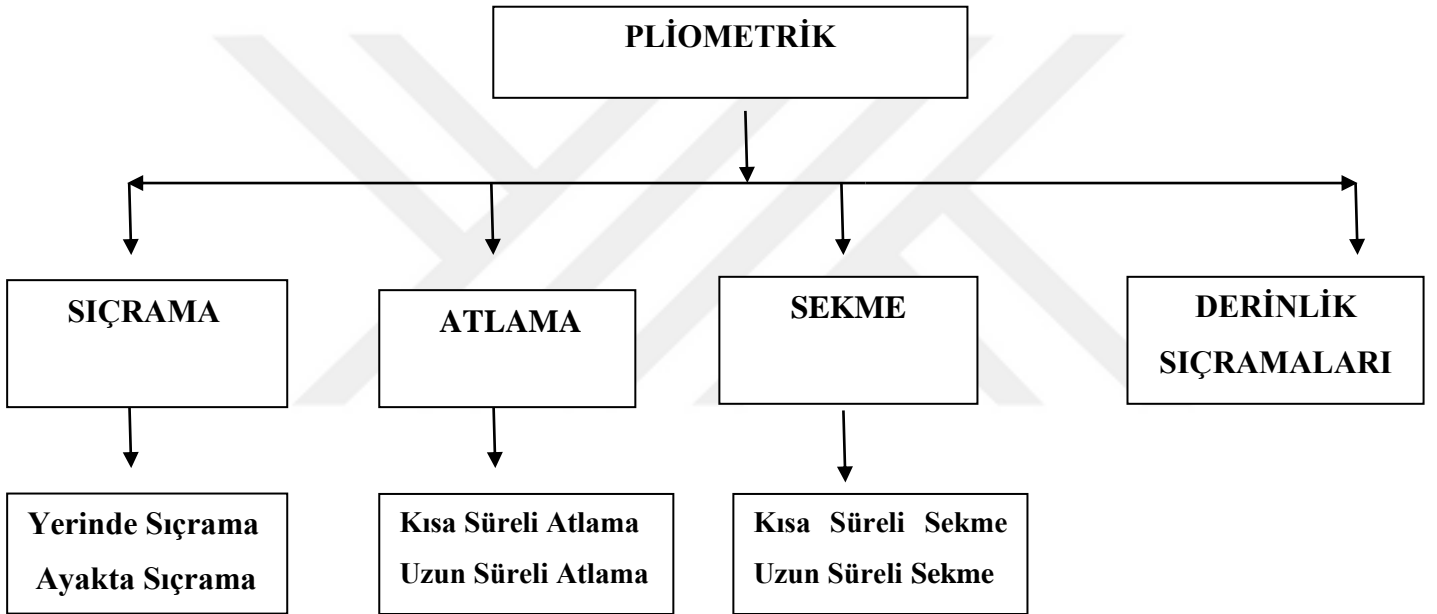 PLİOMETRİK
SIÇRAMA
ATLAMA
SEKME
DERİNLİK
SIÇRAMALARI
Yerinde Sıçrama
Ayakta Sıçrama
Kısa Süreli Atlama
Uzun Süreli Atlama
Kısa Süreli Sekme
Uzun Süreli Sekme